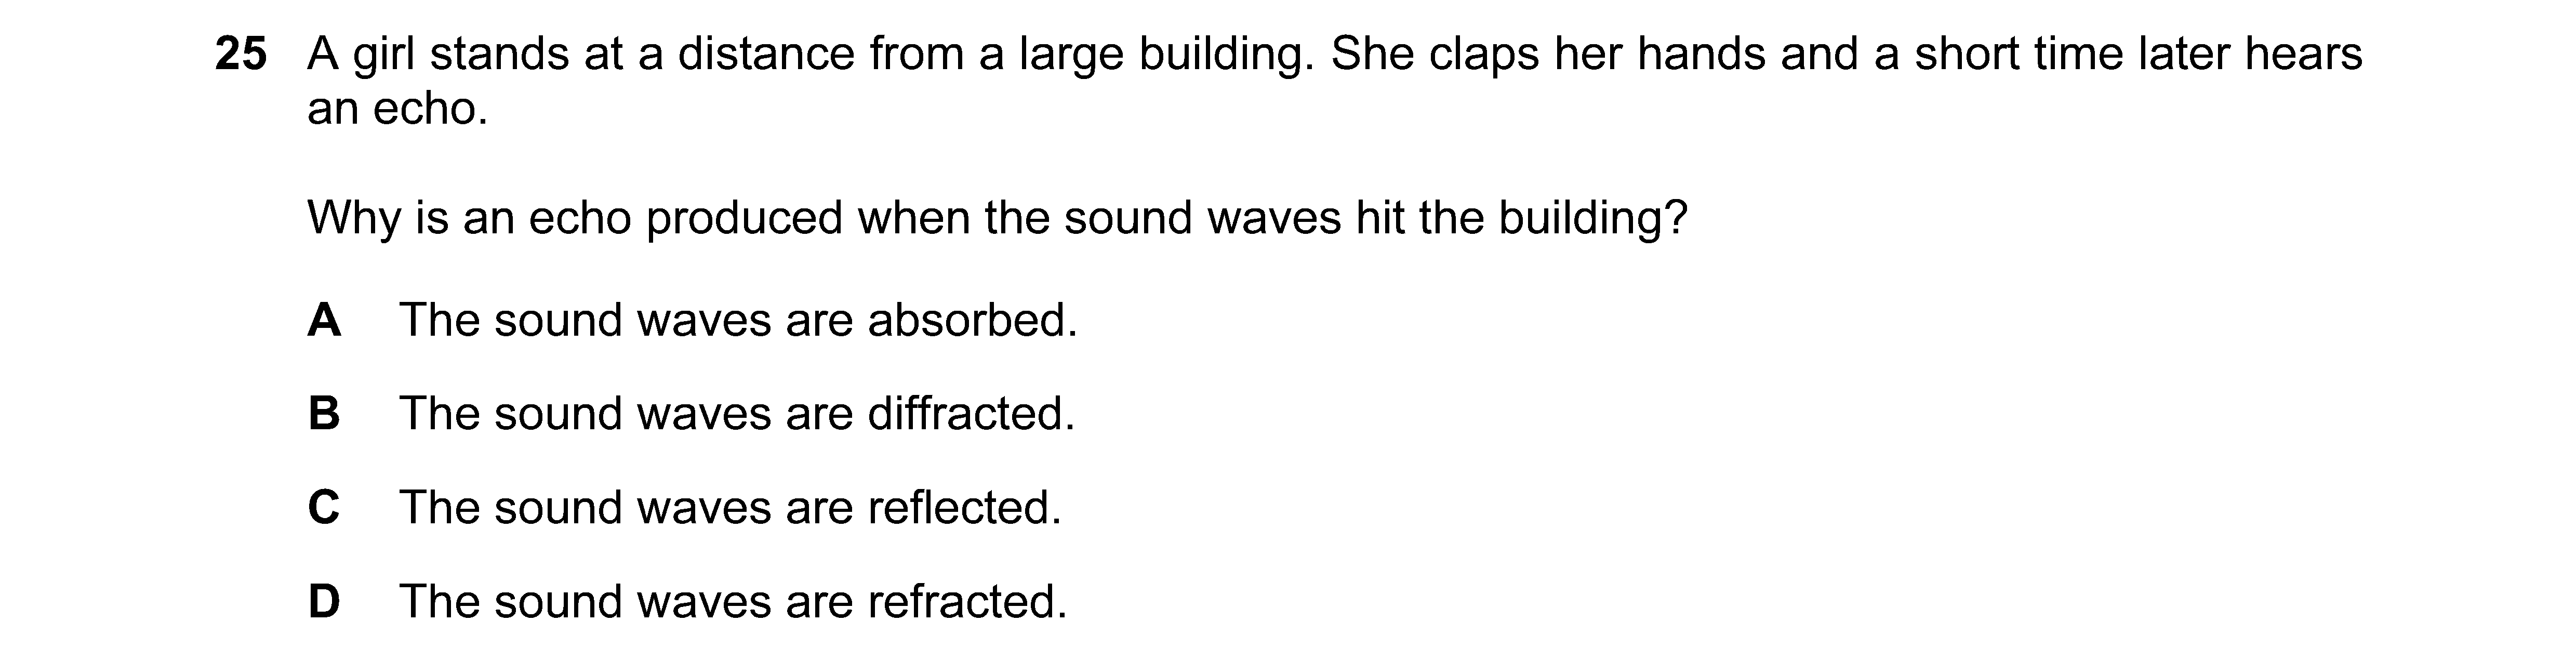 25 A girl stands at a distance from a large building. She claps her hands and a short time later hears
an echo.
Why is an echo produced when the sound waves hit the building?
A The sound waves are absorbed.
B The sound waves are diffracted.
C The sound waves are reflected.
D The sound waves are refracted.